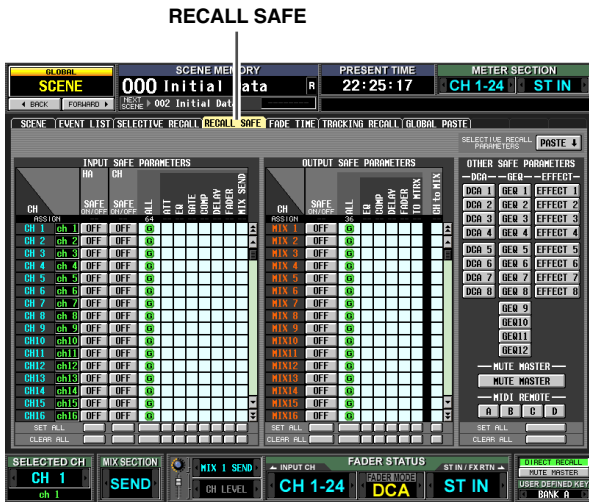 RECALL SAFE
GLOBAL
SCENE
SCENE MEMORY
000 Initial Data R
PRESENT TIME
22:25:17
METER SECTION
CH 1-24 ST IN
BACK FORWARD
NEXT SCENE 002 Initial Data
SCENE EVENT LIST SELECTIVE RECALL RECALL SAFE FADE TIME TRACKING RECALL GLOBAL PASTE
SELECTIVE RECALL PARAMETERS PASTE
INPUT SAFE PARAMETERS
HA CH
CH SAFE ON/OFF SAFE ON/OFF ALL ATT EQ GATE COMP DELAY FADER MIX SEND
ASSIGN 64
CH 1 ch 1 OFF OFF G
CH 2 ch 2 OFF OFF G
CH 3 ch 3 OFF OFF G
CH 4 ch 4 OFF OFF G
CH 5 ch 5 OFF OFF G
CH 6 ch 6 OFF OFF G
CH 7 ch 7 OFF OFF G
CH 8 ch 8 OFF OFF G
CH 9 ch 9 OFF OFF G
CH10 ch10 OFF OFF G
CH11 ch11 OFF OFF G
CH12 ch12 OFF OFF G
CH13 ch13 OFF OFF G
CH14 ch14 OFF OFF G
CH15 ch15 OFF OFF G
CH16 ch16 OFF OFF G
SET ALL
CLEAR ALL
OUTPUT SAFE PARAMETERS
CH SAFE ON/OFF ALL EQ COMP DELAY FADER TO MTRX CH to MIX
ASSIGN 36
MIX 1 OFF G
MIX 2 OFF G
MIX 3 OFF G
MIX 4 OFF G
MIX 5 OFF G
MIX 6 OFF G
MIX 7 OFF G
MIX 8 OFF G
MIX 9 OFF G
MIX10 OFF G
MIX11 OFF G
MIX12 OFF G
MIX13 OFF G
MIX14 OFF G
MIX15 OFF G
MIX16 OFF G
SET ALL
CLEAR ALL
OTHER SAFE PARAMETERS
DCA GEQ EFFECT
DCA 1 GEQ 1 EFFECT 1
DCA 2 GEQ 2 EFFECT 2
DCA 3 GEQ 3 EFFECT 3
DCA 4 GEQ 4 EFFECT 4
DCA 5 GEQ 5 EFFECT 5
DCA 6 GEQ 6 EFFECT 6
DCA 7 GEQ 7 EFFECT 7
DCA 8 GEQ 8 EFFECT 8
GEQ 9
GEQ10
GEQ11
GEQ12
MUTE MASTER
MUTE MASTER
MIDI REMOTE
A B C D
SET ALL
CLEAR ALL
SELECTED CH
CH 1
ch 1
MIX SECTION
SEND
MIX 1 SEND
CH LEVEL
FADER STATUS
INPUT CH
CH 1-24
FADER MODE
DCA
ST IN / FX RTN
ST IN
DIRECT RECALL
MUTE MASTER
USER DEFINED KEY
BANK A